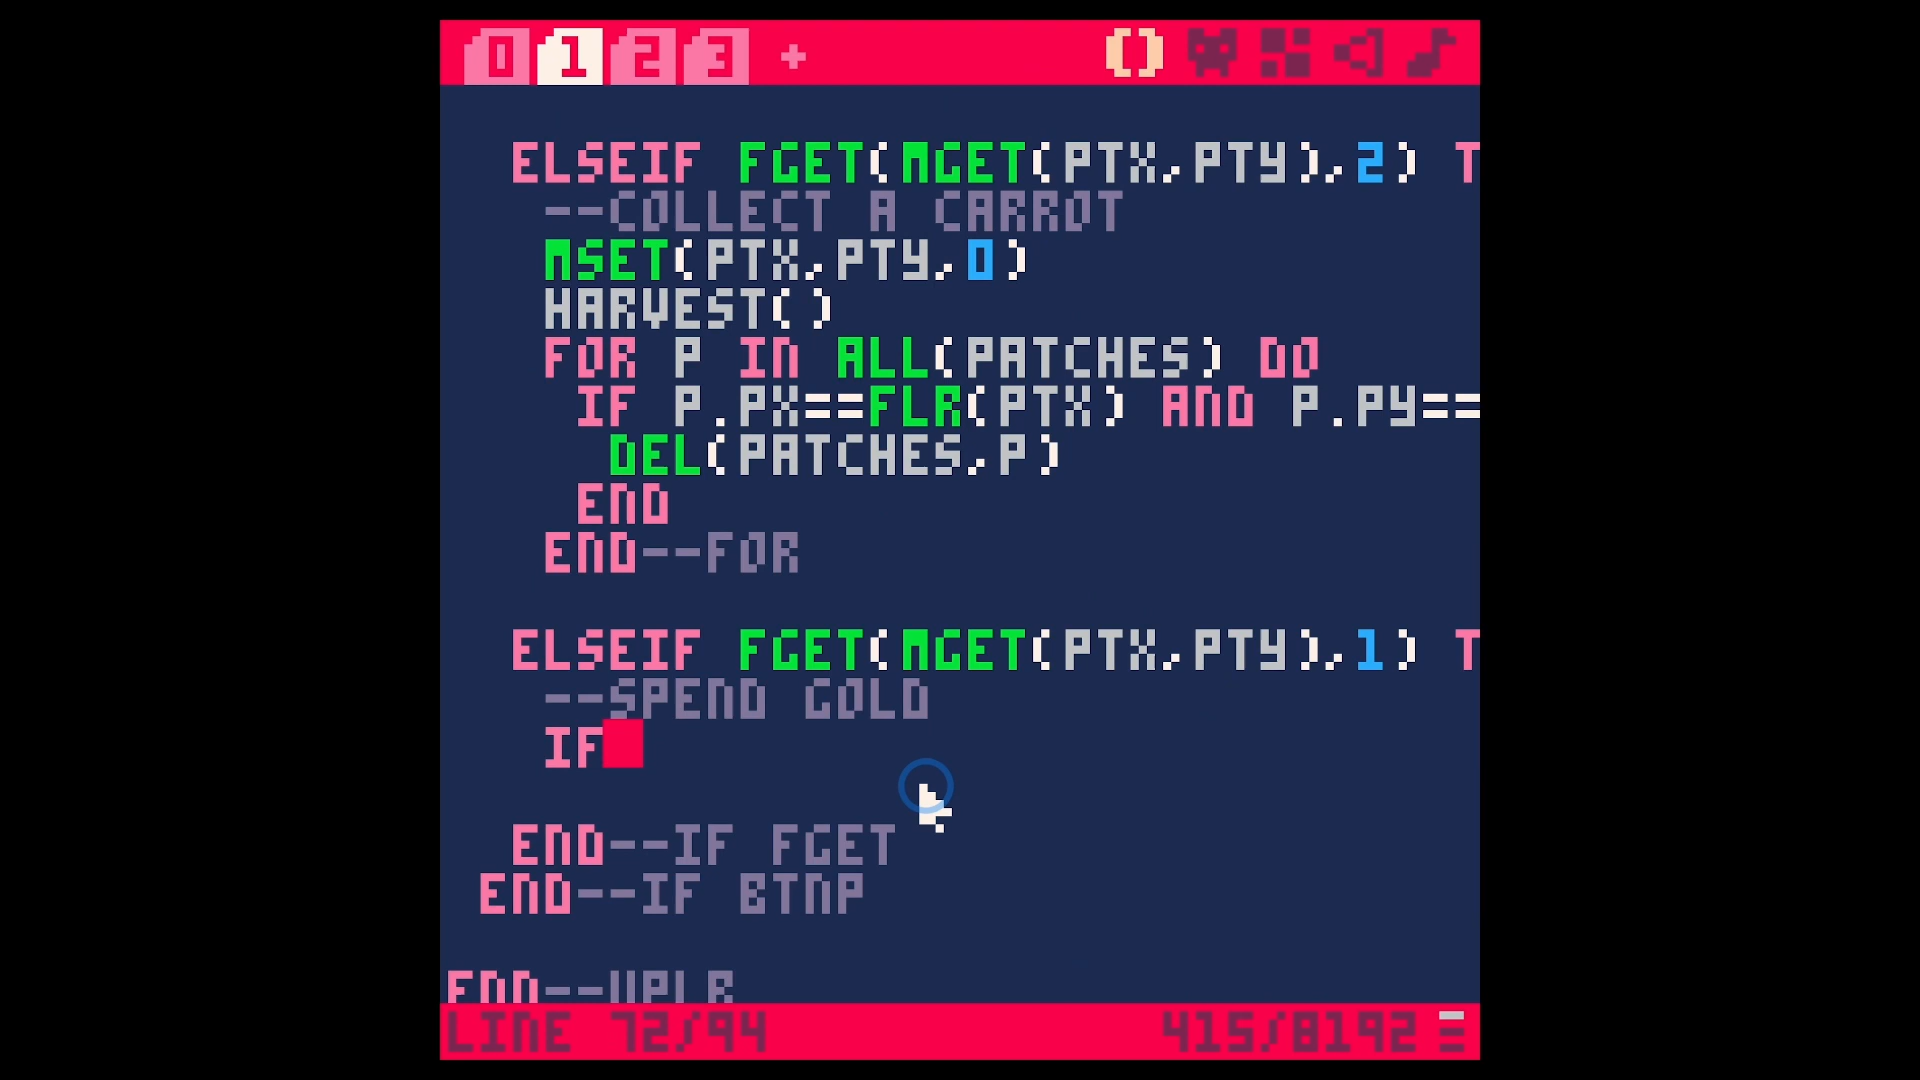 0 1 2 3 +
ELSEIF FGET(MGET(PTX,PTY),2) T
--COLLECT A CARROT
MSET(PTX,PTY,0)
HARVEST()
FOR P IN ALL(PATCHES) DO
IF P.PX==FLR(PTX) AND P.PY==
DEL(PATCHES,P)
END
END--FOR
ELSEIF FGET(MGET(PTX,PTY),1) T
--SPEND GOLD
IF
END--IF FGET
END--IF BTNP
END--UPLR
LINE 72/94 415/8192